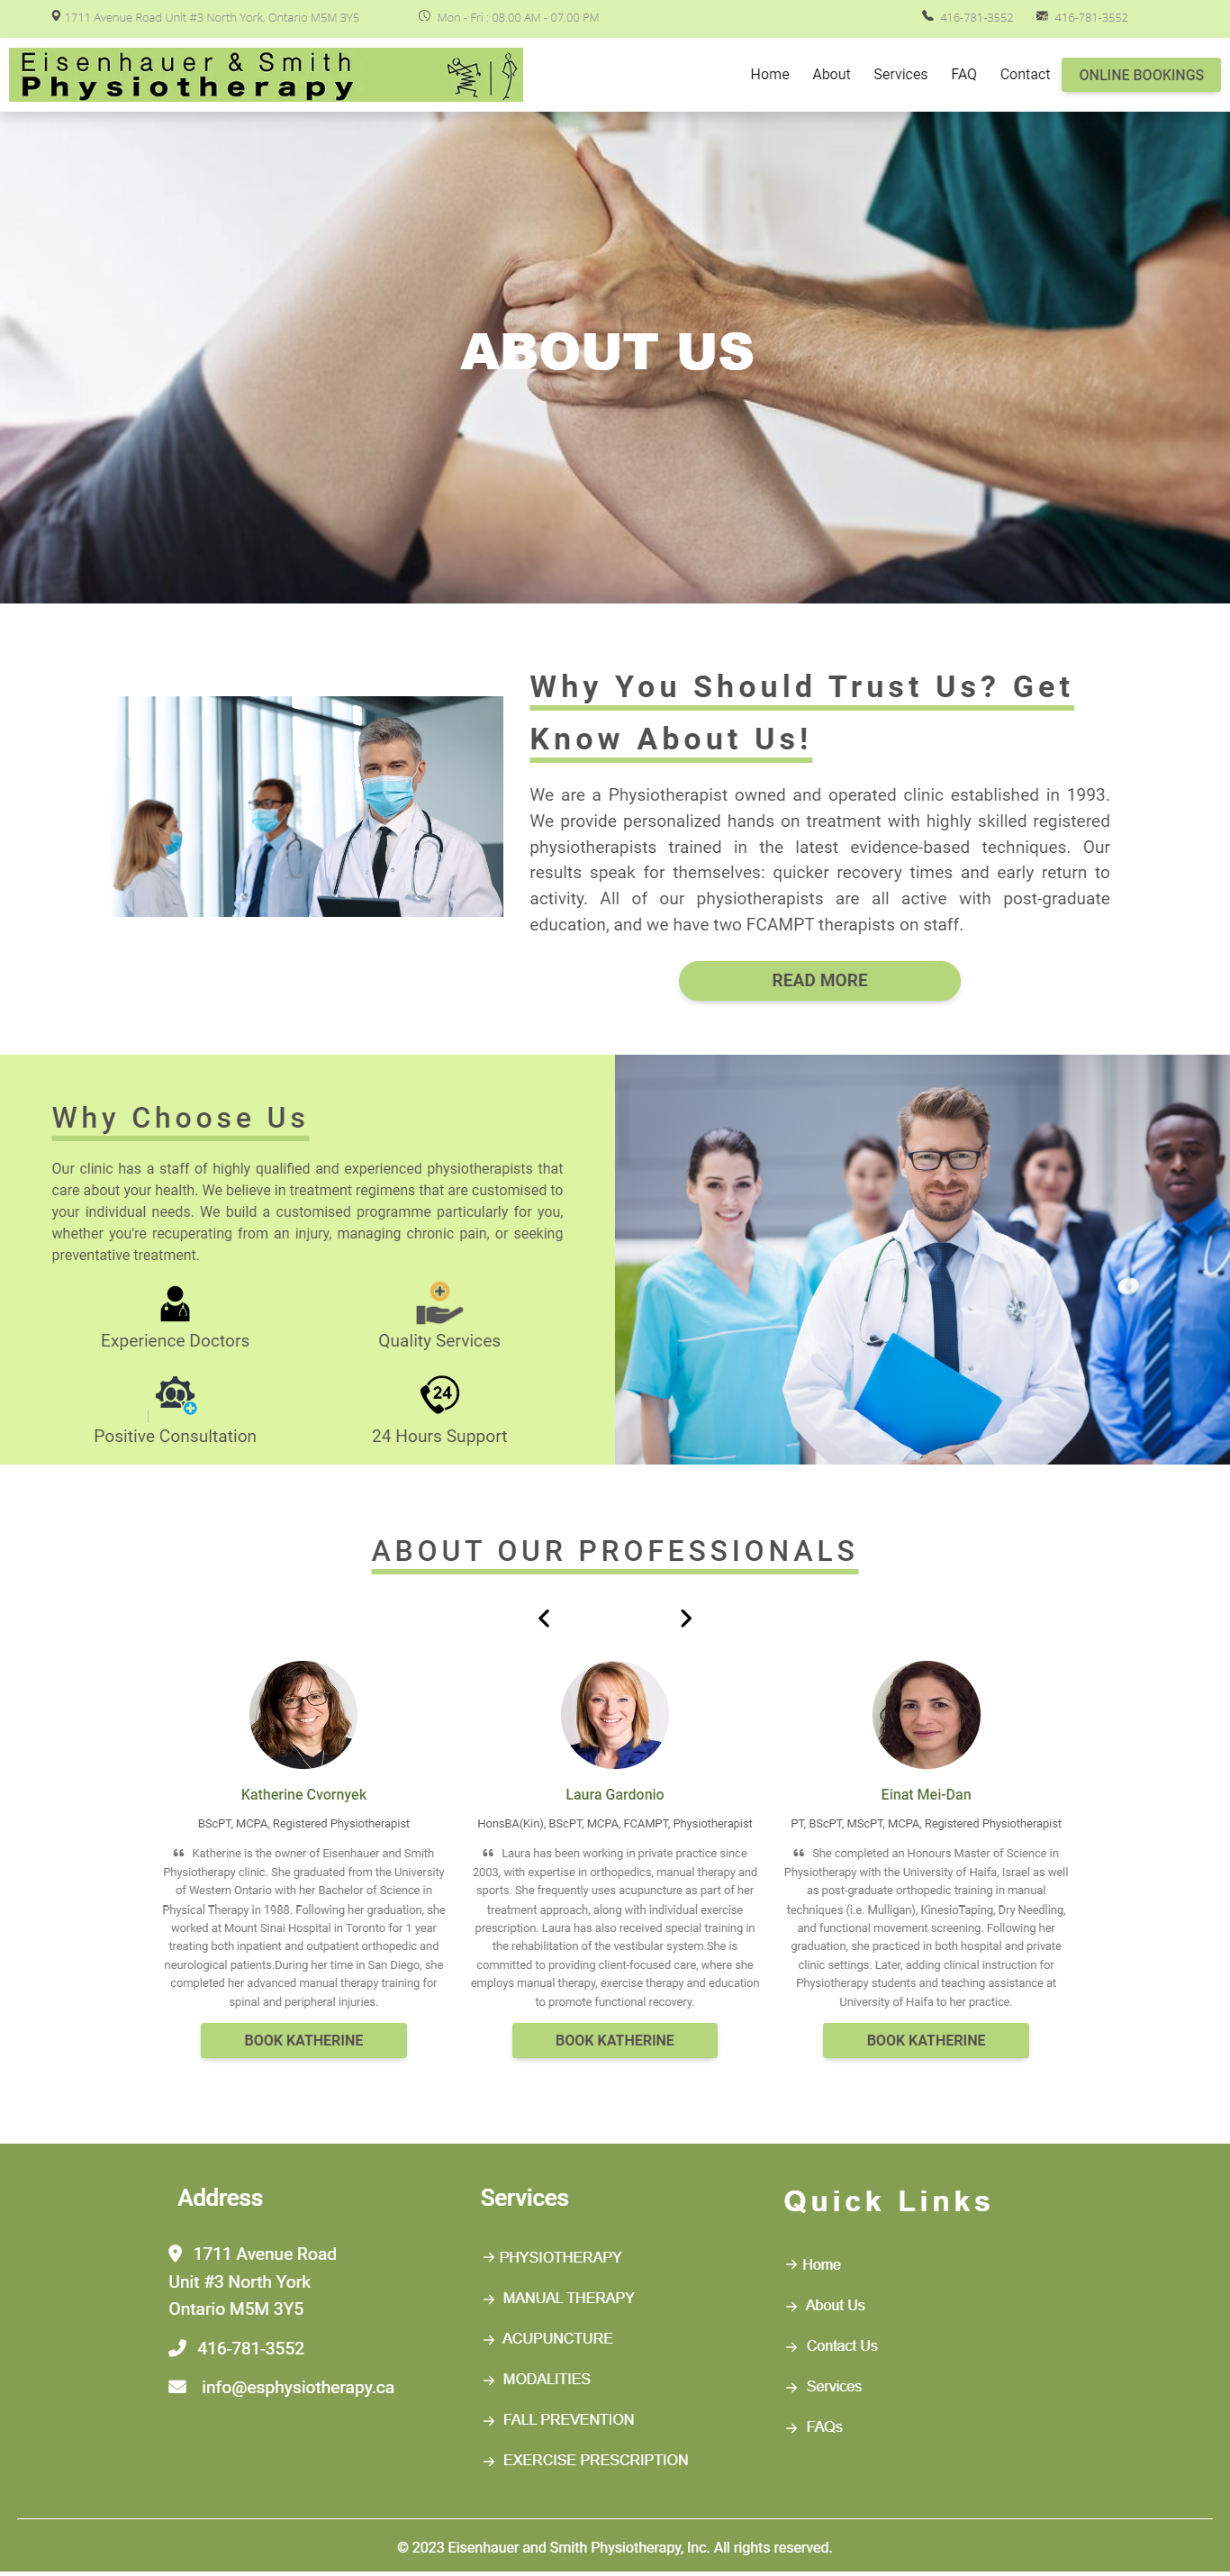 1711 Avenue Road Unit #3 North York, Ontario M5M 3Y5
Mon - Fri : 08.00 AM - 07.00 PM
416-781-3552
416-781-3552
Eisenhauer & Smith
Physiotherapy
Home
About
Services
FAQ
Contact
ONLINE BOOKINGS
ABOUT US
Why You Should Trust Us? Get
Know About Us!
We are a Physiotherapist owned and operated clinic established in 1993.
We provide personalized hands on treatment with highly skilled registered
physiotherapists trained in the latest evidence-based techniques. Our
results speak for themselves: quicker recovery times and early return to
activity. All of our physiotherapists are all active with post-graduate
education, and we have two FCAMPT therapists on staff.
READ MORE
Why Choose Us
Our clinic has a staff of highly qualified and experienced physiotherapists that
care about your health. We believe in treatment regimens that are customised to
your individual needs. We build a customised programme particularly for you,
whether you're recuperating from an injury, managing chronic pain, or seeking
preventative treatment.
Experience Doctors
Quality Services
24
Positive Consultation
24 Hours Support
ABOUT OUR PROFESSIONALS
Katherine Cvornyek
BScPT, MCPA, Registered Physiotherapist
“ Katherine is the owner of Eisenhauer and Smith
Physiotherapy clinic. She graduated from the University
of Western Ontario with her Bachelor of Science in
Physical Therapy in 1988. Following her graduation, she
worked at Mount Sinai Hospital in Toronto for 1 year
treating both inpatient and outpatient orthopedic and
neurological patients.During her time in San Diego, she
completed her advanced manual therapy training for
spinal and peripheral injuries.
BOOK KATHERINE
Laura Gardonio
HonsBA(Kin), BScPT, MCPA, FCAMPT, Physiotherapist
“ Laura has been working in private practice since
2003, with expertise in orthopedics, manual therapy and
sports. She frequently uses acupuncture as part of her
treatment approach, along with individual exercise
prescription. Laura has also received special training in
the rehabilitation of the vestibular system.She is
committed to providing client-focused care, where she
employs manual therapy, exercise therapy and education
to promote functional recovery.
BOOK KATHERINE
Einat Mei-Dan
PT, BScPT, MScPT, MCPA, Registered Physiotherapist
“ She completed an Honours Master of Science in
Physiotherapy with the University of Haifa, Israel as well
as post-graduate orthopedic training in manual
techniques (i.e. Mulligan), KinesioTaping, Dry Needling,
and functional movement screening. Following her
graduation, she practiced in both hospital and private
clinic settings. Later, adding clinical instruction for
Physiotherapy students and teaching assistance at
University of Haifa to her practice.
BOOK KATHERINE
Address
1711 Avenue Road
Unit #3 North York
Ontario M5M 3Y5
416-781-3552
info@esphysiotherapy.ca
Services
→ PHYSIOTHERAPY
→ MANUAL THERAPY
→ ACUPUNCTURE
→ MODALITIES
→ FALL PREVENTION
→ EXERCISE PRESCRIPTION
Quick Links
→ Home
→ About Us
→ Contact Us
→ Services
→ FAQs
© 2023 Eisenhauer and Smith Physiotherapy, Inc. All rights reserved.